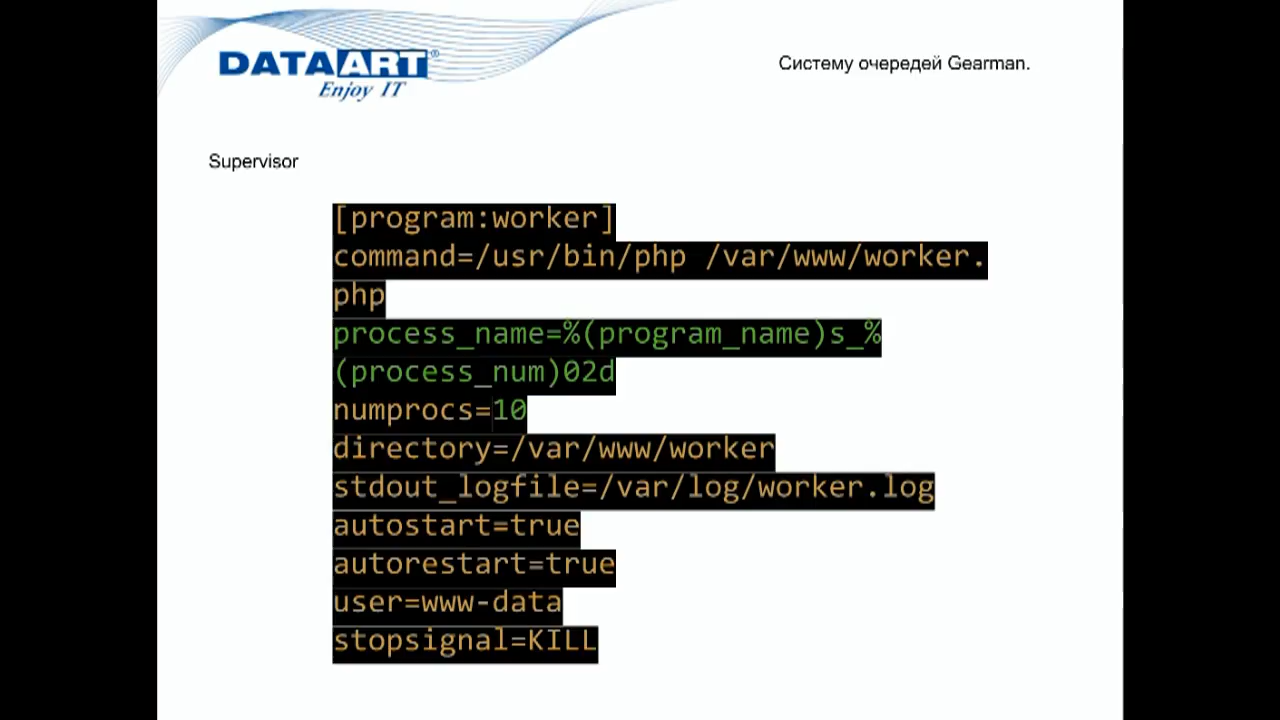 DATAART®
Enjoy IT
Систему очередей Gearman.
Supervisor
[program:worker]
command=/usr/bin/php /var/www/worker.
php
process_name=%(program_name)s_%
(process_num)02d
numprocs=10
directory=/var/www/worker
stdout_logfile=/var/log/worker.log
autostart=true
autorestart=true
user=www-data
stopsignal=KILL